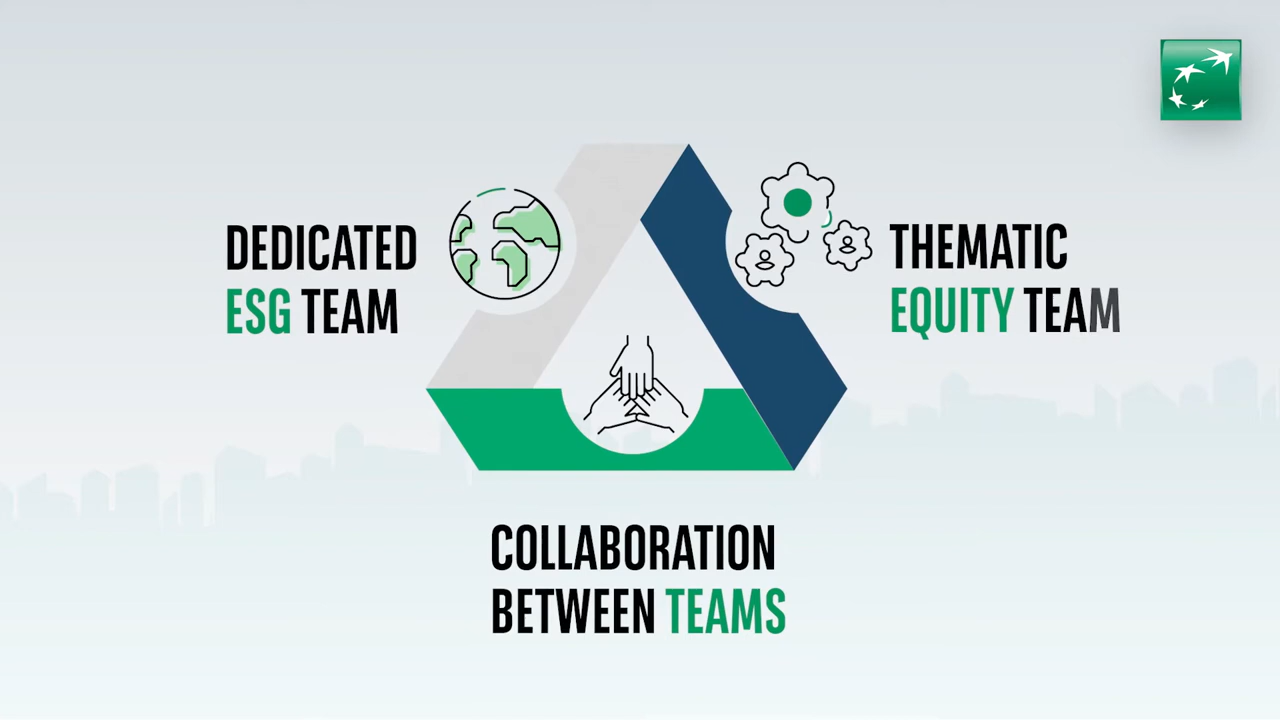 DEDICATED
ESG TEAM
THEMATIC
EQUITY TEAM
COLLABORATION
BETWEEN TEAMS